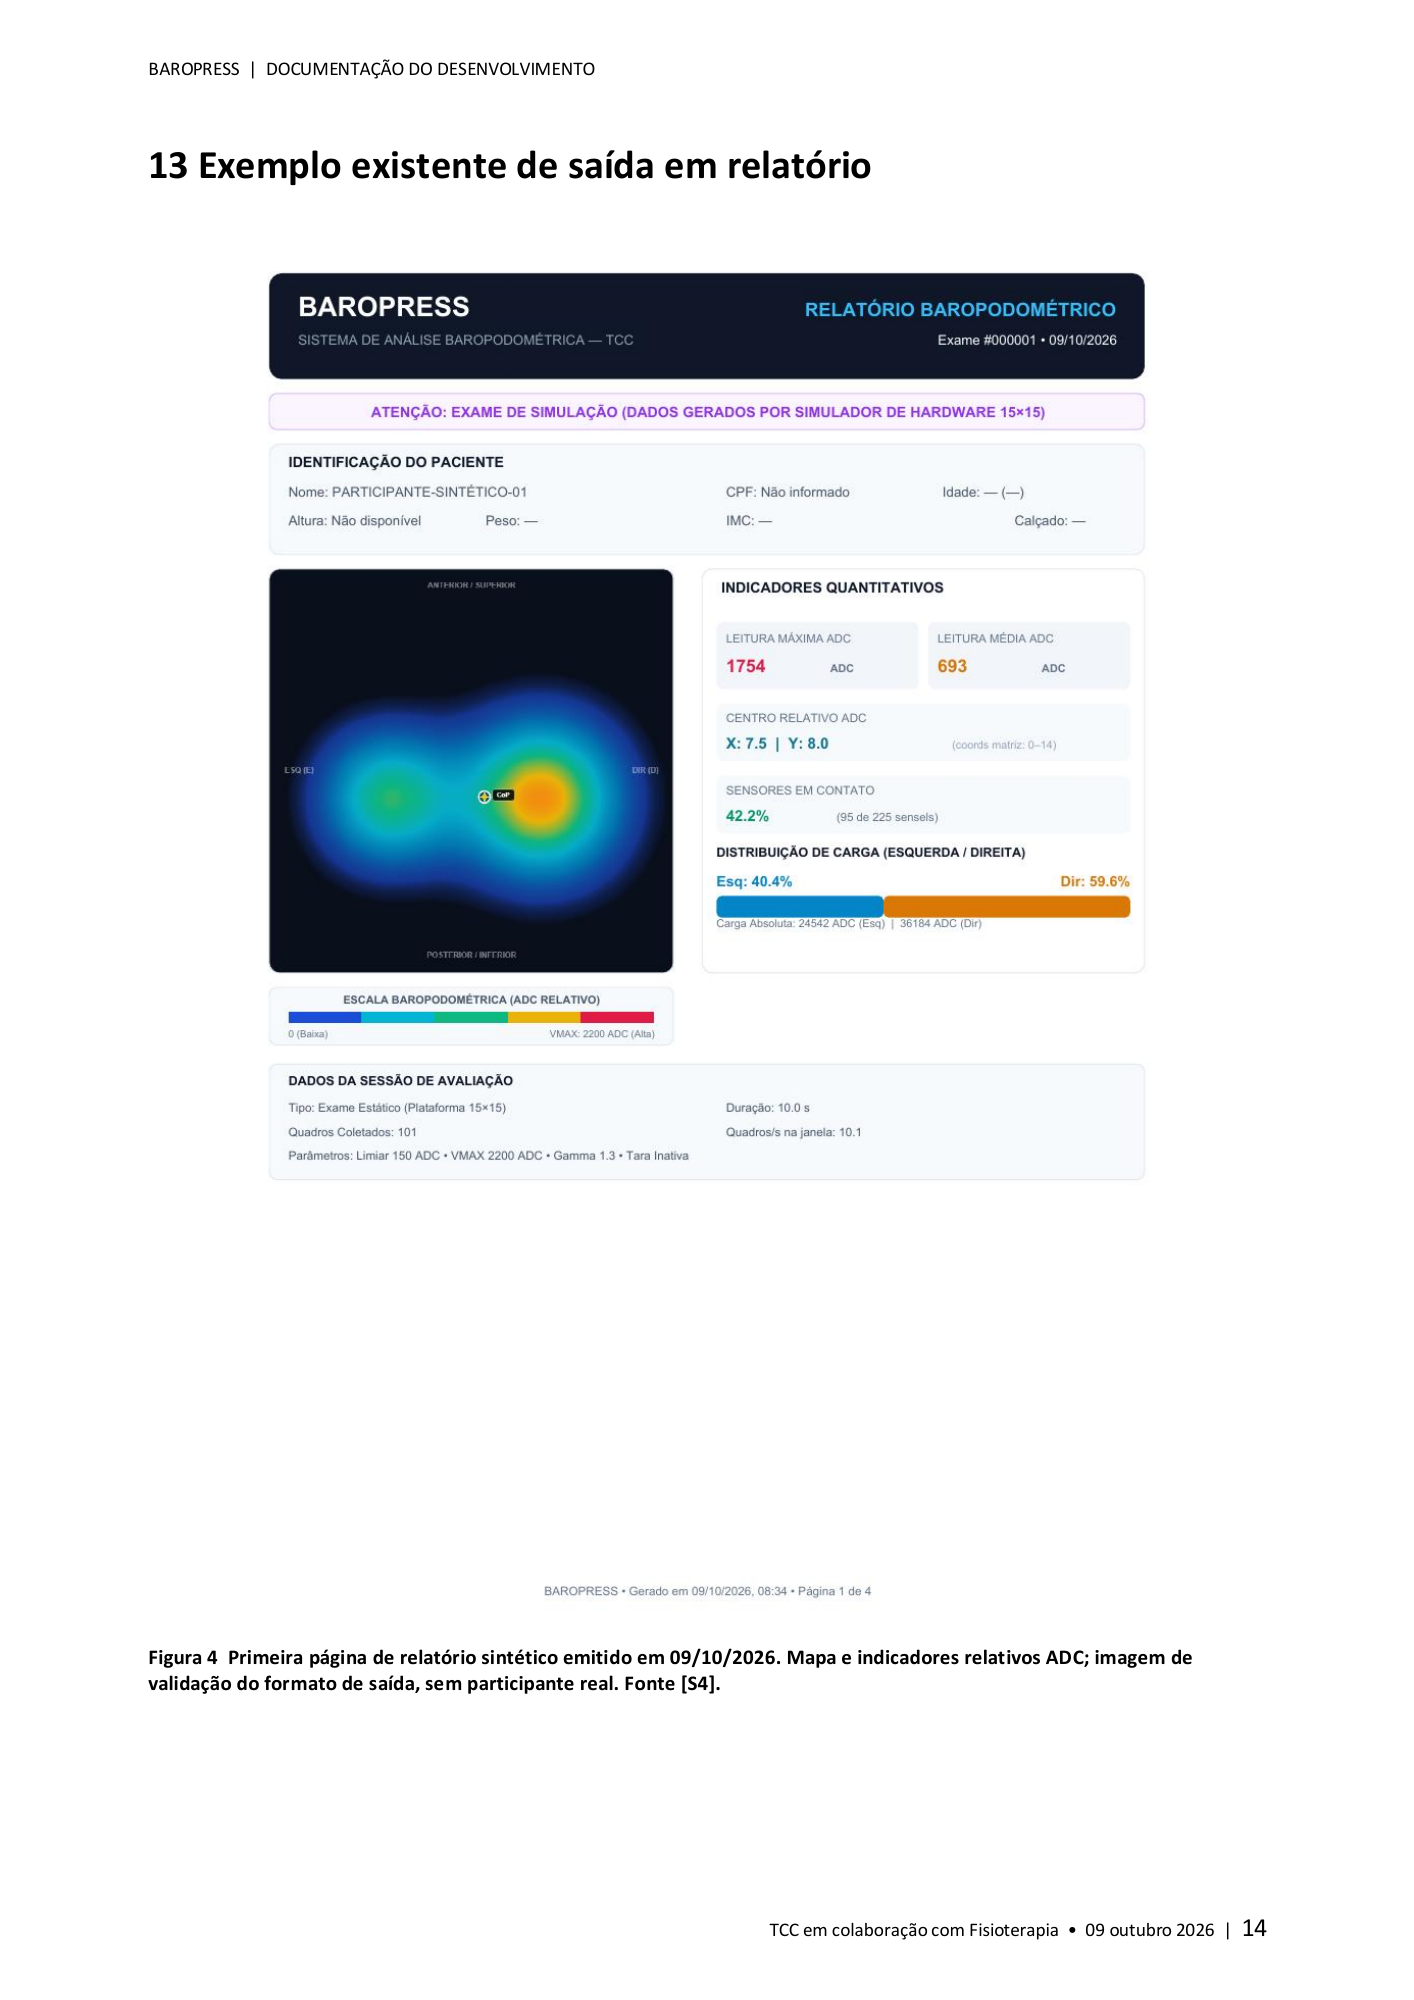 BAROPRESS | DOCUMENTAÇÃO DO DESENVOLVIMENTO
13 Exemplo existente de saída em relatório
BAROPRESS
RELATÓRIO BAROPODOMÉTRICO
SISTEMA DE ANÁLISE BAROPODOMÉTRICA — TCC
Exame #000001 • 09/10/2026
ATENÇÃO: EXAME DE SIMULAÇÃO (DADOS GERADOS POR SIMULADOR DE HARDWARE 15×15)
IDENTIFICAÇÃO DO PACIENTE
Nome: PARTICIPANTE-SINTÉTICO-01 CPF: Não informado Idade: — (—)
Altura: Não disponível Peso: — IMC: — Calçado: —
ANTERIOR / SUPERIOR
ESQ (E)
DIR (D)
CoP
POSTERIOR / INFERIOR
INDICADORES QUANTITATIVOS
LEITURA MÁXIMA ADC
1754 ADC
LEITURA MÉDIA ADC
693 ADC
CENTRO RELATIVO ADC
X: 7.5 | Y: 8.0 (coords matriz: 0–14)
SENSORES EM CONTATO
42.2% (95 de 225 sensels)
DISTRIBUIÇÃO DE CARGA (ESQUERDA / DIREITA)
Esq: 40.4% Dir: 59.6%
Carga Absoluta: 24542 ADC (Esq) | 36184 ADC (Dir)
ESCALA BAROPODOMÉTRICA (ADC RELATIVO)
0 (Baixa) VMAX: 2200 ADC (Alta)
DADOS DA SESSÃO DE AVALIAÇÃO
Tipo: Exame Estático (Plataforma 15×15) Duração: 10.0 s
Quadros Coletados: 101 Quadros/s na janela: 10.1
Parâmetros: Limiar 150 ADC • VMAX 2200 ADC • Gamma 1.3 • Tara Inativa
BAROPRESS • Gerado em 09/10/2026, 08:34 • Página 1 de 4
Figura 4 Primeira página de relatório sintético emitido em 09/10/2026. Mapa e indicadores relativos ADC; imagem de
validação do formato de saída, sem participante real. Fonte [S4].
TCC em colaboração com Fisioterapia • 09 outubro 2026 | 14